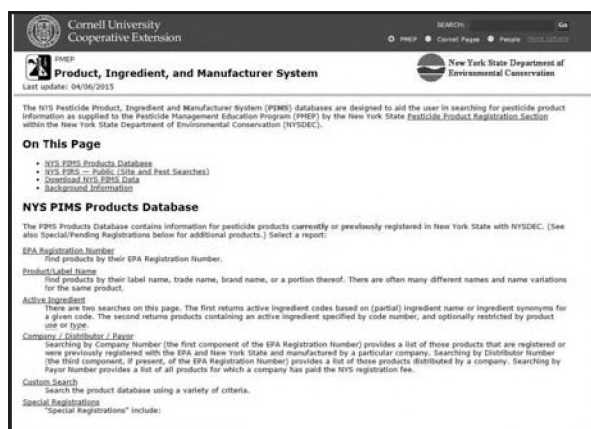 Cornell University
Cooperative Extension
SEARCH:
Go
PMEP Cornell Pages People more options
PMEP
Product, Ingredient, and Manufacturer System
New York State Department of
Environmental Conservation
Last update: 04/06/2015
The NYS Pesticide Product, Ingredient and Manufacturer System (PIMS) databases are designed to aid the user in searching for pesticide product
information as supplied to the Pesticide Management Education Program (PMEP) by the New York State Pesticide Product Registration Section
within the New York State Department of Environmental Conservation (NYSDEC).
On This Page
NYS PIMS Products Database
NYS PIRS — Public (Site and Pest Searches)
Download NYS PIMS Data
Background Information
NYS PIMS Products Database
The PIMS Products Database contains information for pesticide products currently or previously registered in New York State with NYSDEC. (See
also Special/Pending Registrations below for additional products.) Select a report:
EPA Registration Number
Find products by their EPA Registration Number.
Product/Label Name
Find products by their label name, trade name, brand name, or a portion thereof. There are often many different names and name variations
for the same product.
Active Ingredient
There are two searches on this page. The first returns active ingredient codes based on (partial) ingredient name or ingredient synonyms for
a given code. The second returns products containing an active ingredient specified by code number, and optionally restricted by product
use or type.
Company / Distributor / Payor
Searching by Company Number (the first component of the EPA Registration Number) provides a list of those products that are registered or
were previously registered with the EPA and New York State and manufactured by a particular company. Searching by Distributor Number
(the third component, if present, of the EPA Registration Number) provides a list of those products distributed by a company. Searching by
Payor Number provides a list of all products for which a company has paid the NYS registration fee.
Custom Search
Search the product database using a variety of criteria.
Special Registrations
"Special Registrations" include: